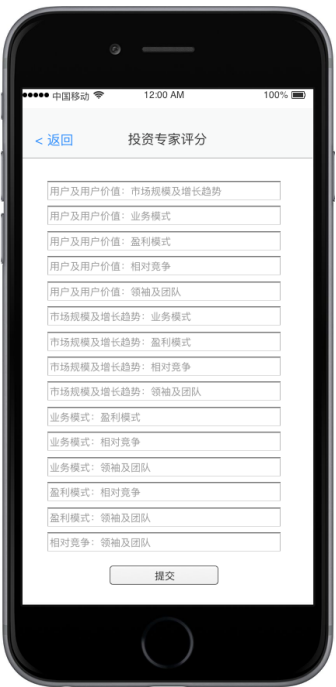 中国移动 12:00 AM 100%
< 返回 投资专家评分
用户及用户价值：市场规模及增长趋势
用户及用户价值：业务模式
用户及用户价值：盈利模式
用户及用户价值：相对竞争
用户及用户价值：领袖及团队
市场规模及增长趋势：业务模式
市场规模及增长趋势：盈利模式
市场规模及增长趋势：相对竞争
市场规模及增长趋势：领袖及团队
业务模式：盈利模式
业务模式：相对竞争
业务模式：领袖及团队
盈利模式：相对竞争
盈利模式：领袖及团队
相对竞争：领袖及团队
提交